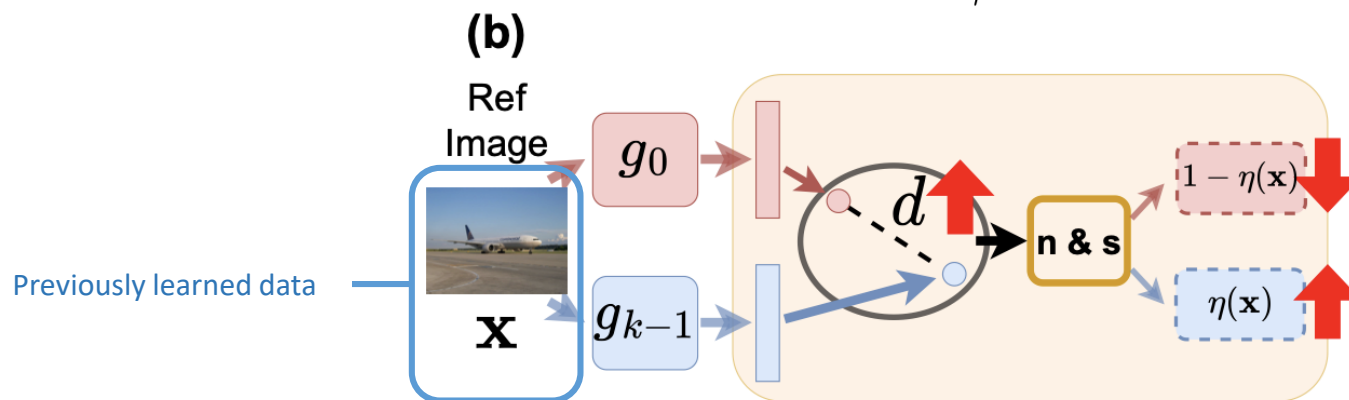 (b)
Ref
Image
Previously learned data
x
g₀
gₖ₋₁
d
n & s
1 − η(x)
η(x)